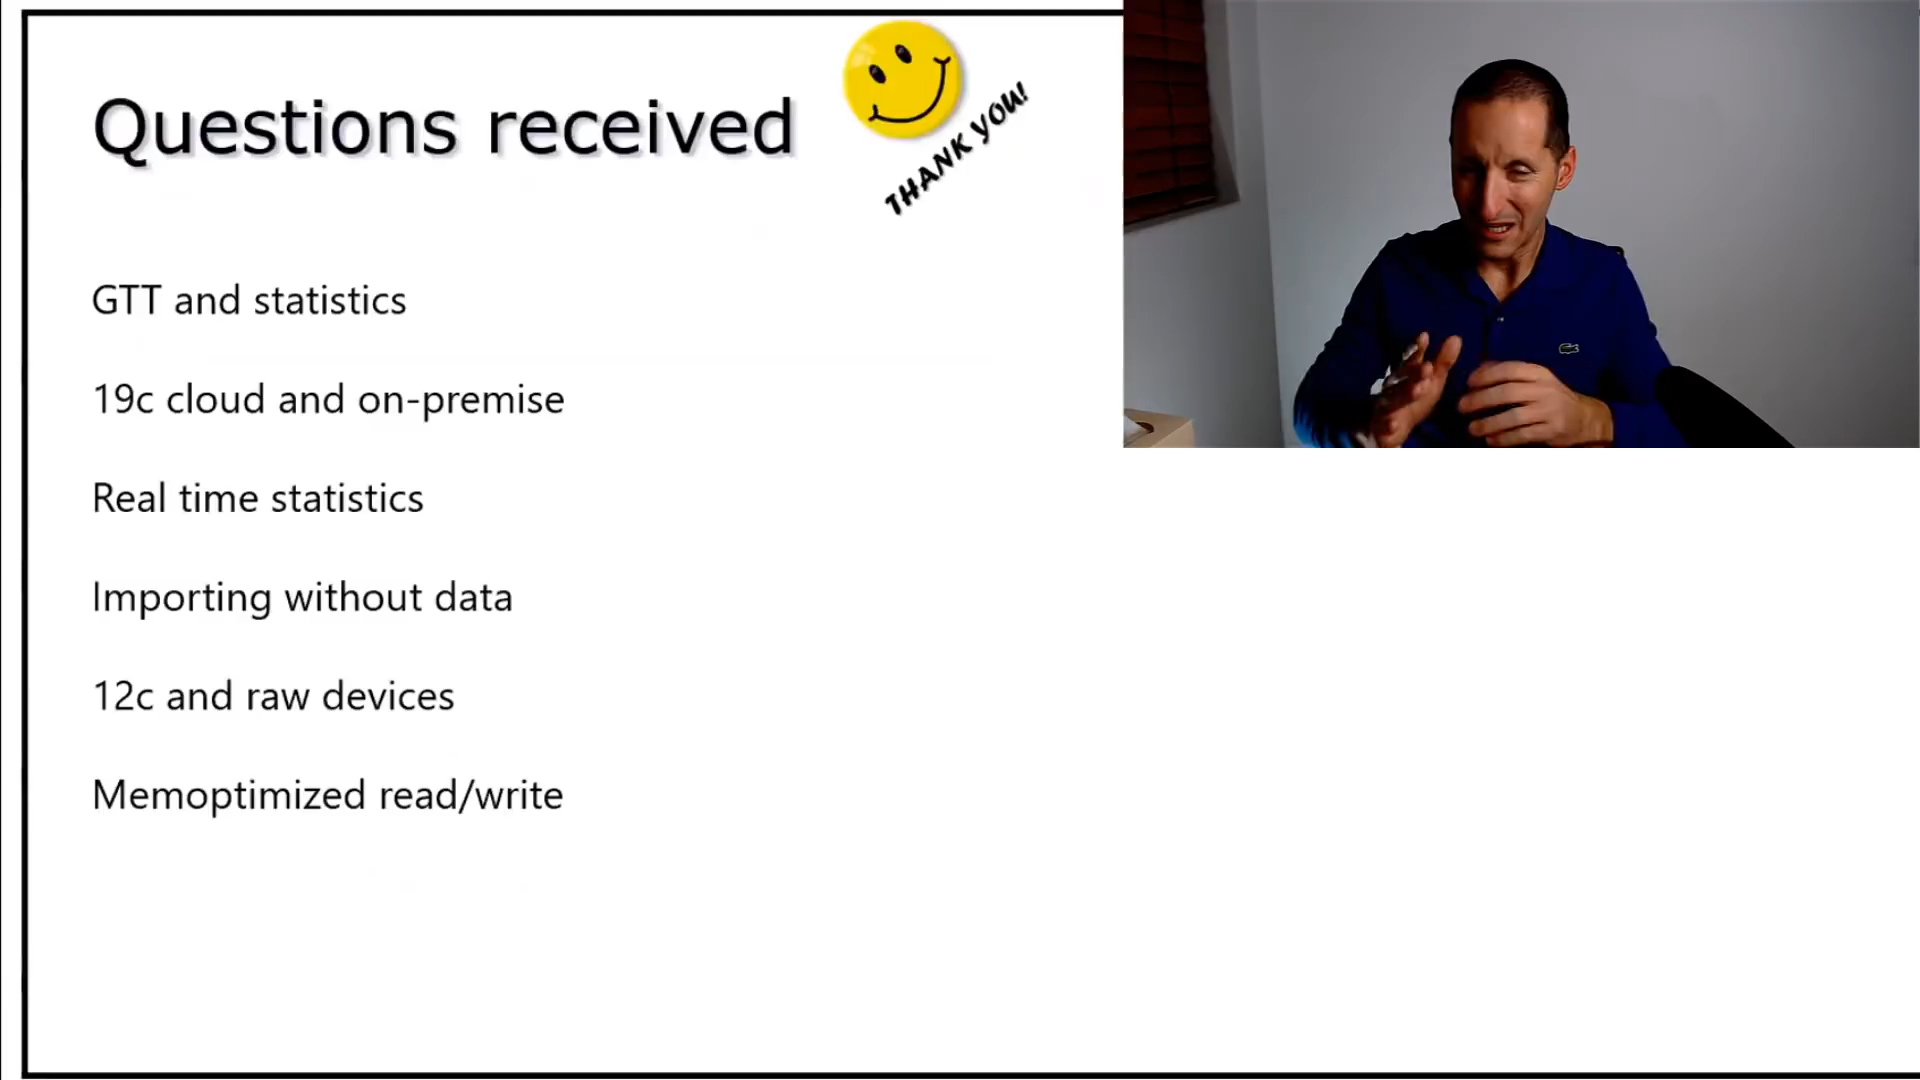 Questions received
THANK YOU!
GTT and statistics
19c cloud and on-premise
Real time statistics
Importing without data
12c and raw devices
Memoptimized read/write